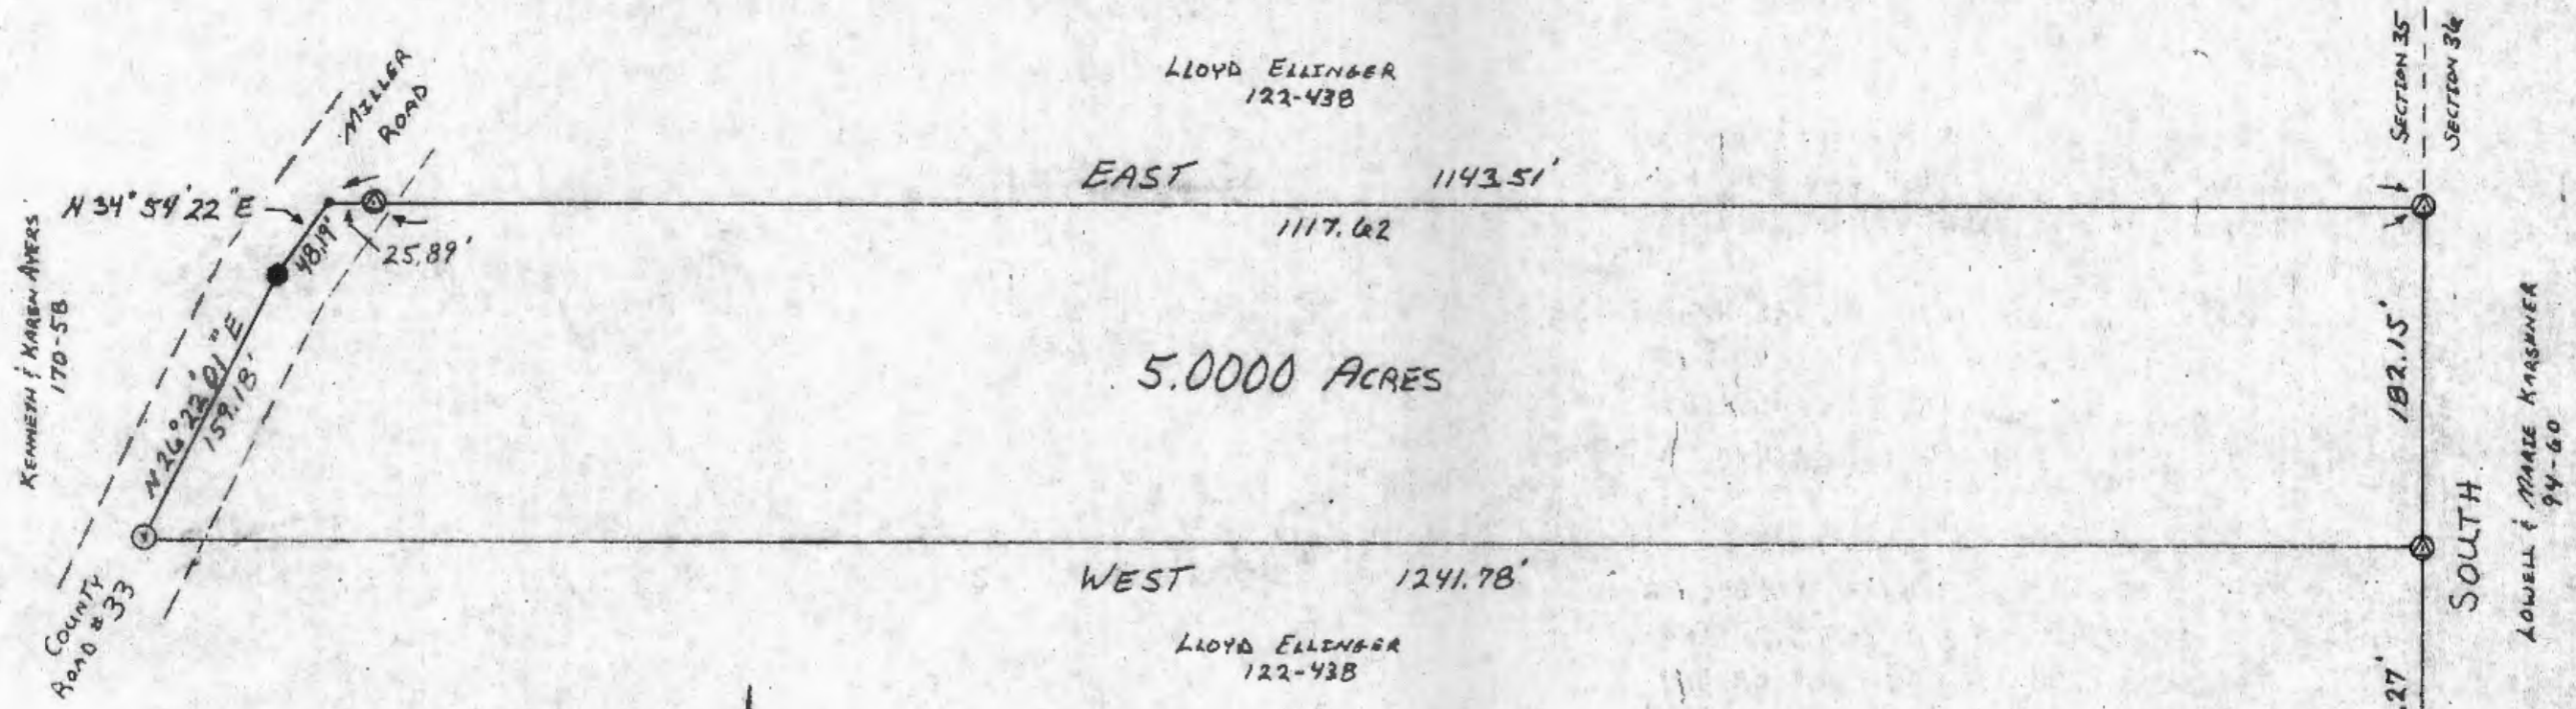 LLOYD ELLINGER
122-438
SECTION 35
SECTION 36
MILLER
ROAD
EAST 1143.51'
1117.62
N 34° 54' 22" E
48.19'
25.89'
KENNETH & KAREN AYERS
170-58
N 26° 22' 01" E
159.18'
5.0000 ACRES
182.15'
LOWELL & MARIE KARSHNER
94-60
SOUTH
WEST 1241.78'
COUNTY
ROAD #33
LLOYD ELLINGER
122-438
.27'